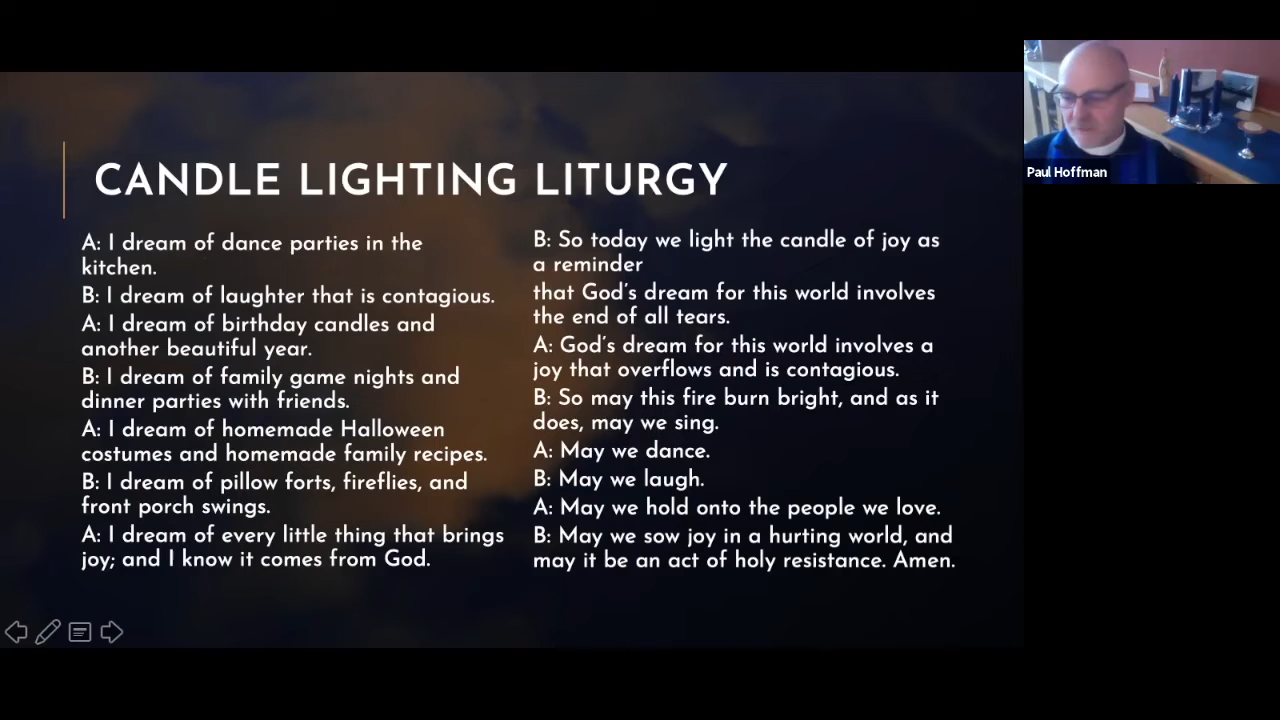 CANDLE LIGHTING LITURGY
A: I dream of dance parties in the
kitchen.
B: I dream of laughter that is contagious.
A: I dream of birthday candles and
another beautiful year.
B: I dream of family game nights and
dinner parties with friends.
A: I dream of homemade Halloween
costumes and homemade family recipes.
B: I dream of pillow forts, fireflies, and
front porch swings.
A: I dream of every little thing that brings
joy; and I know it comes from God.
B: So today we light the candle of joy as
a reminder
that God's dream for this world involves
the end of all tears.
A: God's dream for this world involves a
joy that overflows and is contagious.
B: So may this fire burn bright, and as it
does, may we sing.
A: May we dance.
B: May we laugh.
A: May we hold onto the people we love.
B: May we sow joy in a hurting world, and
may it be an act of holy resistance. Amen.
Paul Hoffman